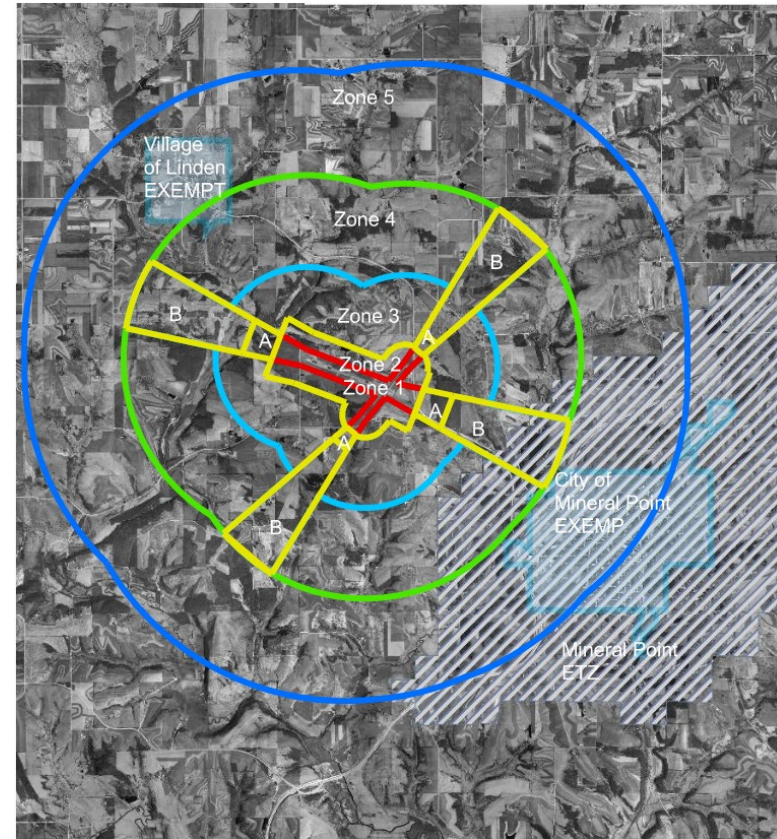 Zone 5
Village
of Linden
EXEMPT
Zone 4
B
B
Zone 3
A
A
Zone 2
Zone 1
A
B
A
B
City of
Mineral Point
EXEMP
Mineral Point
ETZ